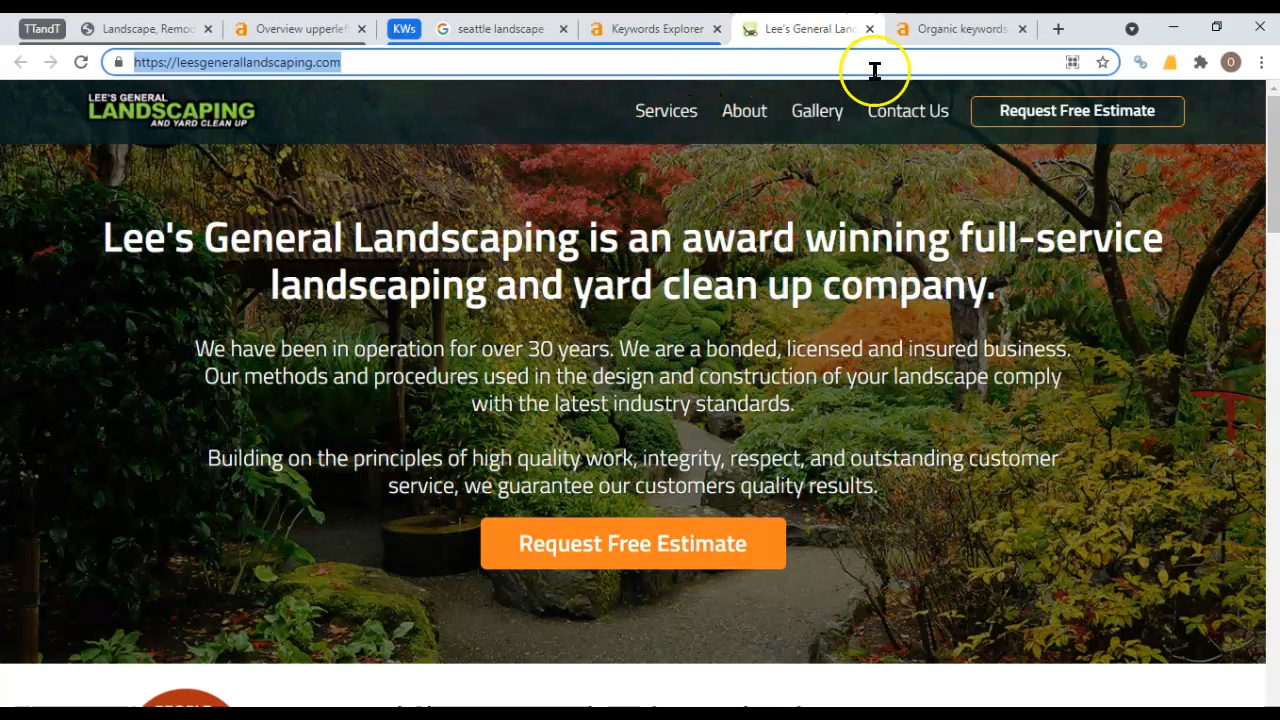 TTandT
Landscape, Remod
Overview upperleft
KWs
seattle landscape
Keywords Explorer
Lee's General Land
Organic keywords
https://leesgenerallandscaping.com
O
LEE'S GENERAL
LANDSCAPING
AND YARD CLEAN UP
Services
About
Gallery
Contact Us
Request Free Estimate
Lee's General Landscaping is an award winning full-service
landscaping and yard clean up company.
We have been in operation for over 30 years. We are a bonded, licensed and insured business.
Our methods and procedures used in the design and construction of your landscape comply
with the latest industry standards.
Building on the principles of high quality work, integrity, respect, and outstanding customer
service, we guarantee our customers quality results.
Request Free Estimate
PEOPLE